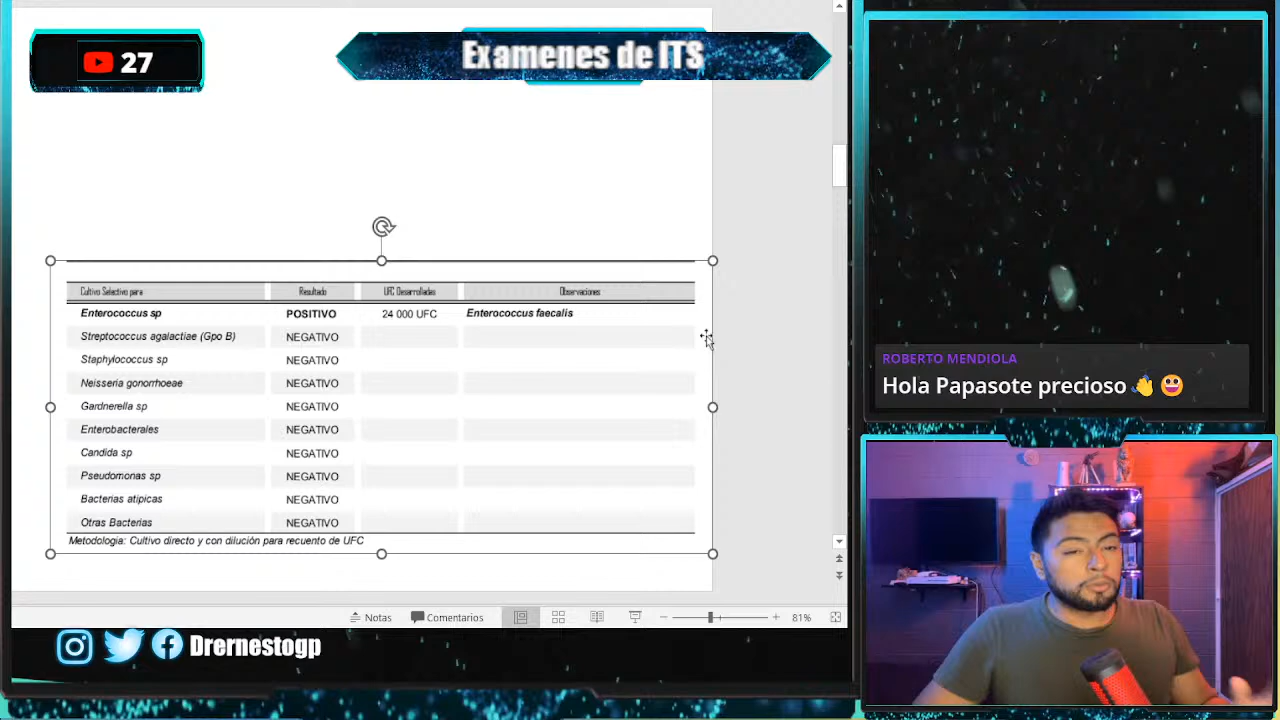 27
Examenes de ITS
Cultivo Selectivo para Resultado UFC Desarrolladas Observaciones
Enterococcus sp POSITIVO 24 000 UFC Enterococcus faecalis
Streptococcus agalactiae (Gpo B) NEGATIVO
Staphylococcus sp NEGATIVO
Neisseria gonorrhoeae NEGATIVO
Gardnerella sp NEGATIVO
Enterobacterales NEGATIVO
Candida sp NEGATIVO
Pseudomonas sp NEGATIVO
Bacterias atipicas NEGATIVO
Otras Bacterias NEGATIVO
Metodologia: Cultivo directo y con dilución para recuento de UFC
Notas Comentarios 81%
Drernestogp
ROBERTO MENDIOLA
Hola Papasote precioso 👋 😃